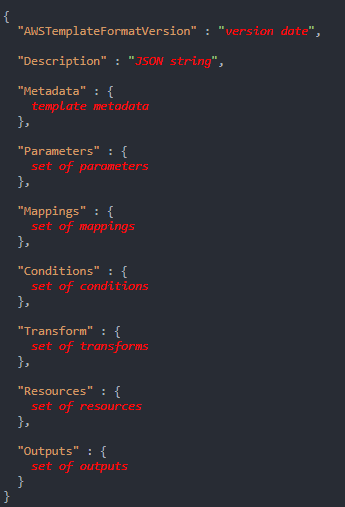 {
"AWSTemplateFormatVersion" : "version date",
"Description" : "JSON string",
"Metadata" : {
template metadata
},
"Parameters" : {
set of parameters
},
"Mappings" : {
set of mappings
},
"Conditions" : {
set of conditions
},
"Transform" : {
set of transforms
},
"Resources" : {
set of resources
},
"Outputs" : {
set of outputs
}
}